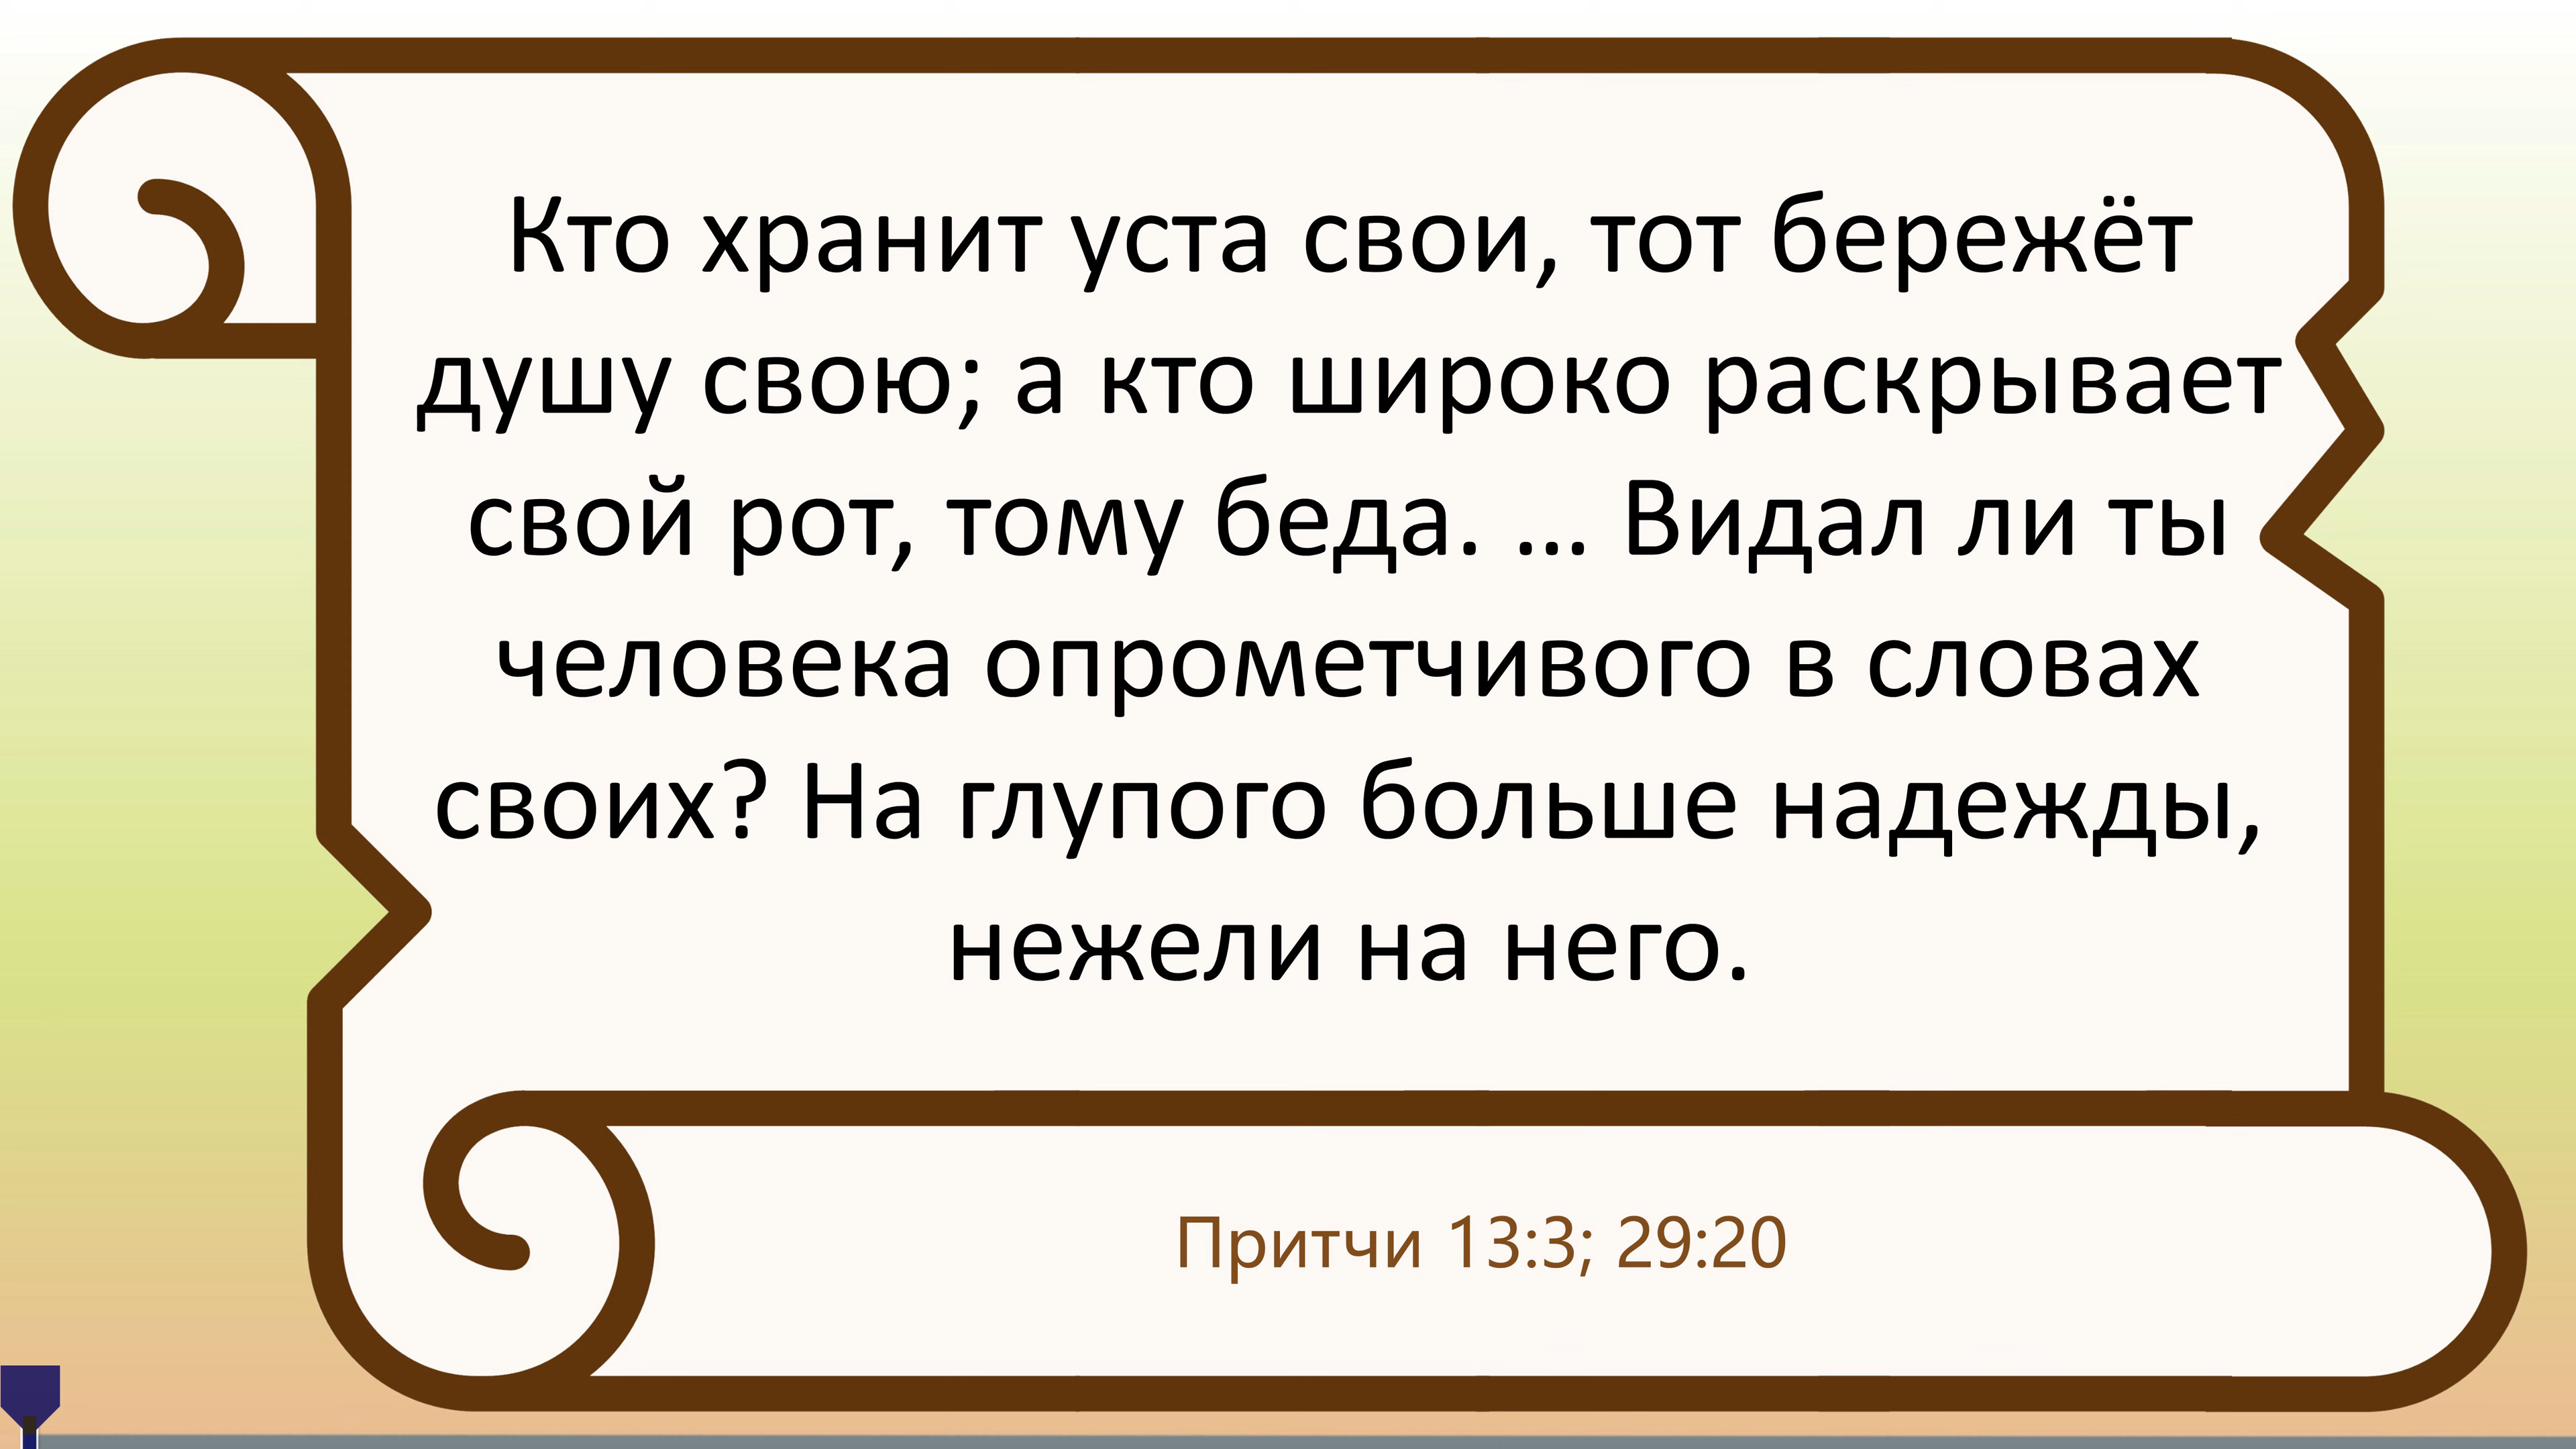 Кто хранит уста свои, тот бережёт
душу свою; а кто широко раскрывает
свой рот, тому беда. ... Видал ли ты
человека опрометчивого в словах
своих? На глупого больше надежды,
нежели на него.
Притчи 13:3; 29:20